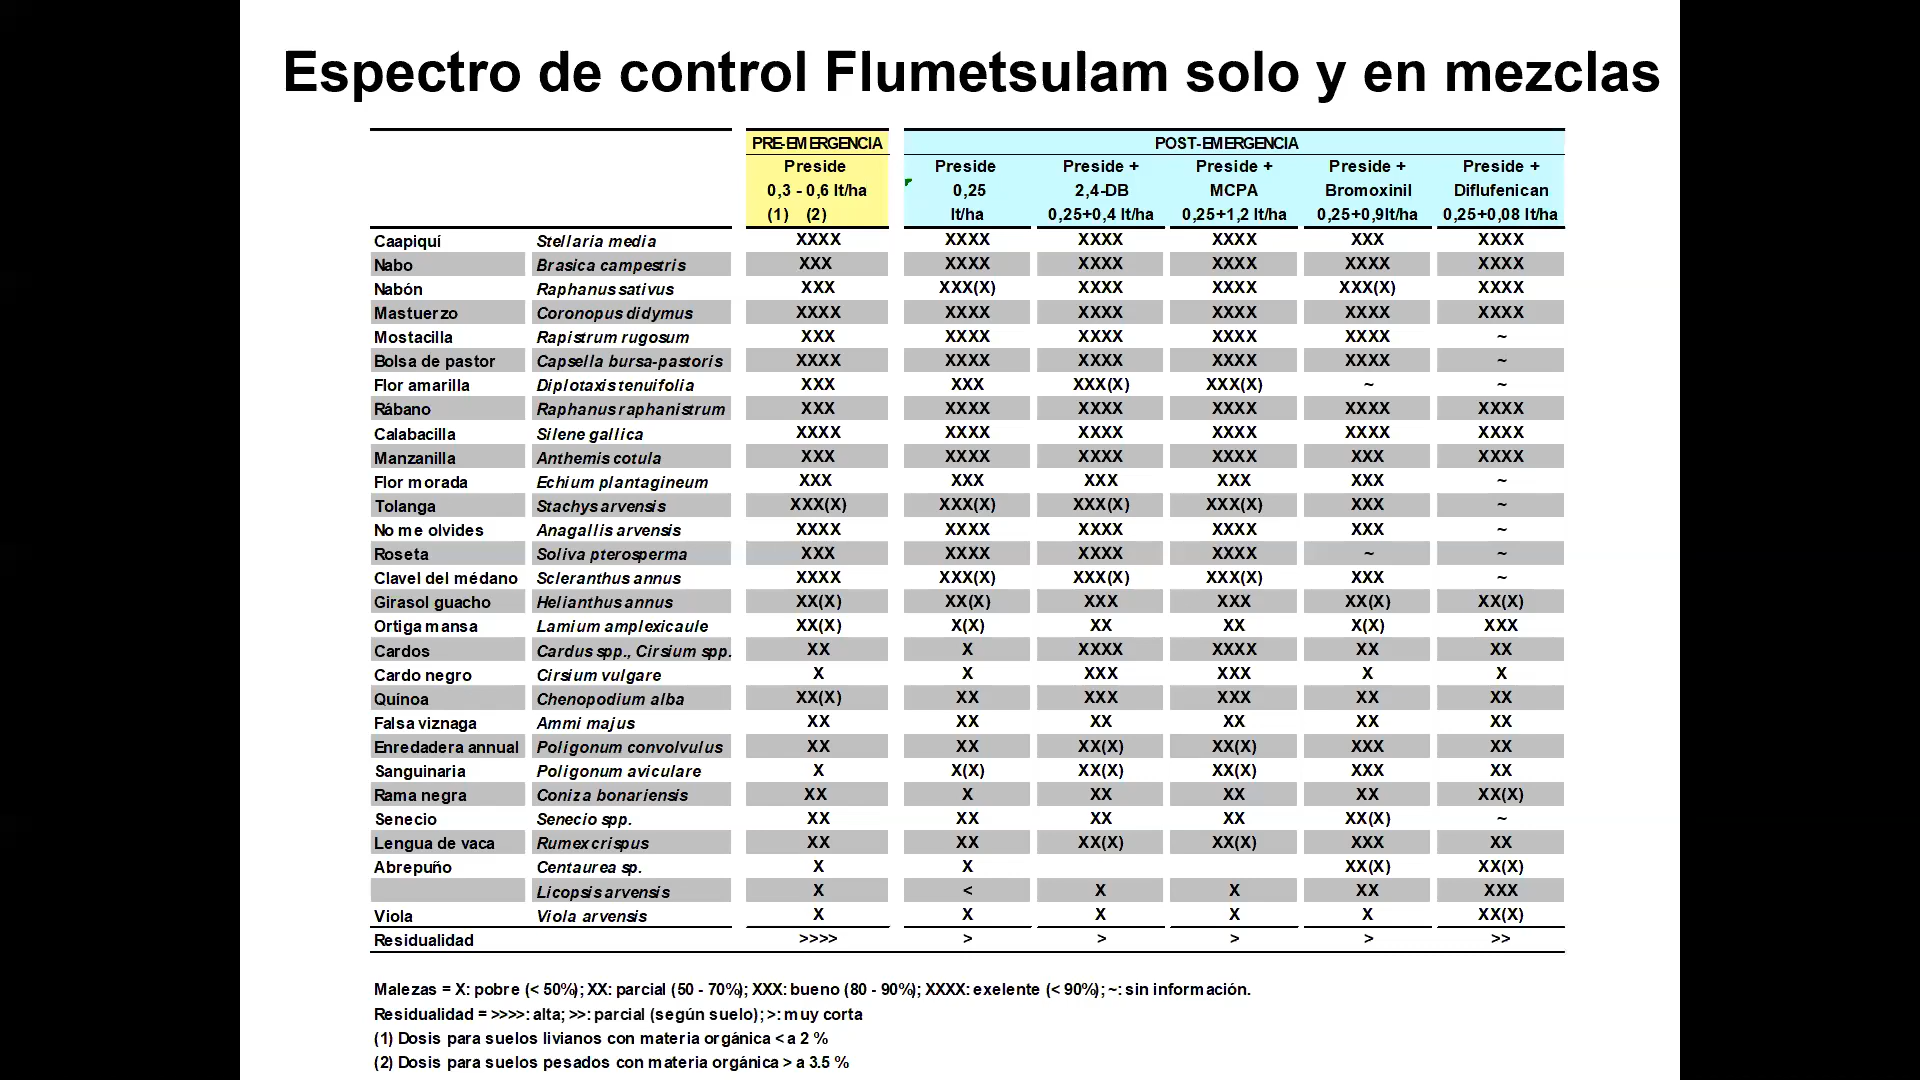 Espectro de control Flumetsulam solo y en mezclas
PRE-EMERGENCIA POST-EMERGENCIA
Preside Preside Preside + Preside + Preside + Preside +
0,3 - 0,6 lt/ha 0,25 2,4-DB MCPA Bromoxinil Diflufenican
(1) (2) lt/ha 0,25+0,4 lt/ha 0,25+1,2 lt/ha 0,25+0,9lt/ha 0,25+0,08 lt/ha
Caapiquí Stellaria media XXXX XXXX XXXX XXXX XXX XXXX
Nabo Brasica campestris XXX XXXX XXXX XXXX XXXX XXXX
Nabón Raphanus sativus XXX XXX(X) XXXX XXXX XXX(X) XXXX
Mastuerzo Coronopus didymus XXXX XXXX XXXX XXXX XXXX XXXX
Mostacilla Rapistrum rugosum XXX XXXX XXXX XXXX XXXX ~
Bolsa de pastor Capsella bursa-pastoris XXXX XXXX XXXX XXXX XXXX ~
Flor amarilla Diplotaxis tenuifolia XXX XXX XXX(X) XXX(X) ~ ~
Rábano Raphanus raphanistrum XXX XXXX XXXX XXXX XXXX XXXX
Calabacilla Silene gallica XXXX XXXX XXXX XXXX XXXX XXXX
Manzanilla Anthemis cotula XXX XXXX XXXX XXXX XXX XXXX
Flor morada Echium plantagineum XXX XXX XXX XXX XXX ~
Tolanga Stachys arvensis XXX(X) XXX(X) XXX(X) XXX(X) XXX ~
No me olvides Anagallis arvensis XXXX XXXX XXXX XXXX XXX ~
Roseta Soliva pterosperma XXX XXXX XXXX XXXX ~ ~
Clavel del médano Scleranthus annus XXXX XXX(X) XXX(X) XXX(X) XXX ~
Girasol guacho Helianthus annus XX(X) XX(X) XXX XXX XX(X) XX(X)
Ortiga mansa Lamium amplexicaule XX(X) X(X) XX XX X(X) XXX
Cardos Cardus spp., Cirsium spp. XX X XXXX XXXX XX XX
Cardo negro Cirsium vulgare X X XXX XXX X X
Quínoa Chenopodium alba XX(X) XX XXX XXX XX XX
Falsa viznaga Ammi majus XX XX XX XX XX XX
Enredadera annual Poligonum convolvulus XX XX XX(X) XX(X) XXX XX
Sanguinaria Poligonum aviculare X X(X) XX(X) XX(X) XXX XX
Rama negra Coniza bonariensis XX X XX XX XX XX(X)
Senecio Senecio spp. XX XX XX XX XX(X) ~
Lengua de vaca Rumex crispus XX XX XX(X) XX(X) XXX XX
Abrepuño Centaurea sp. X X XX(X) XX(X)
Licopsis arvensis X < X X XX XXX
Viola Viola arvensis X X X X X XX(X)
Residualidad >>>> > > > > >>
Malezas = X: pobre (< 50%); XX: parcial (50 - 70%); XXX: bueno (80 - 90%); XXXX: exelente (< 90%); ~: sin información.
Residualidad = >>>>: alta; >>: parcial (según suelo); >: muy corta
(1) Dosis para suelos livianos con materia orgánica < a 2 %
(2) Dosis para suelos pesados con materia orgánica > a 3.5 %